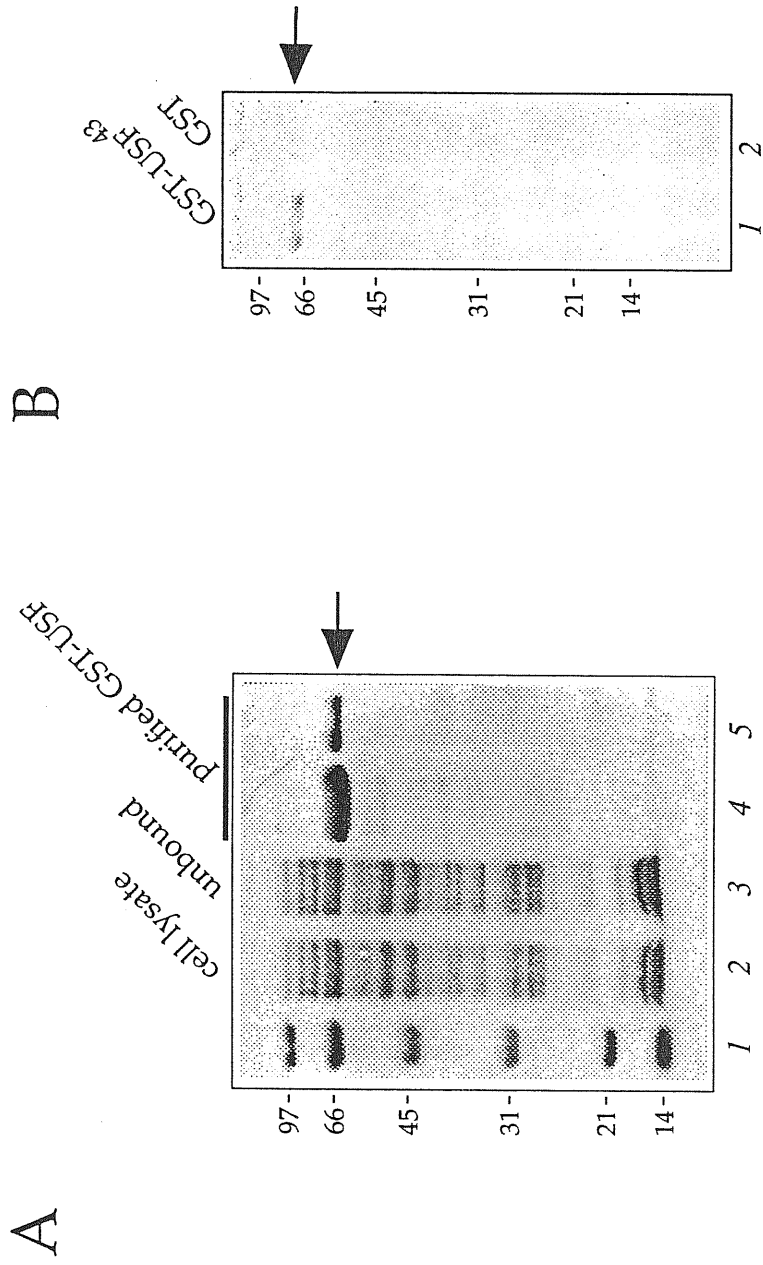 A
cell lysate
unbound
purified GST-USF
97-
66-
45-
31-
21-
14-
1 2 3 4 5
B
GST-USF⁴³
GST
97-
66-
45-
31-
21-
14-
1 2